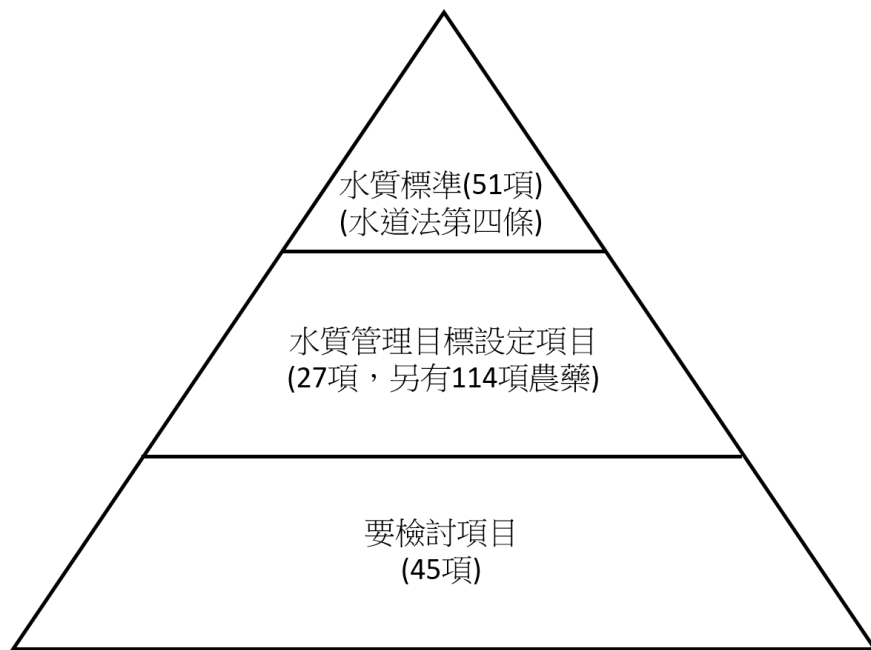 水質標準(51項)
(水道法第四條)
水質管理目標設定項目
(27項，另有114項農藥)
要檢討項目
(45項)